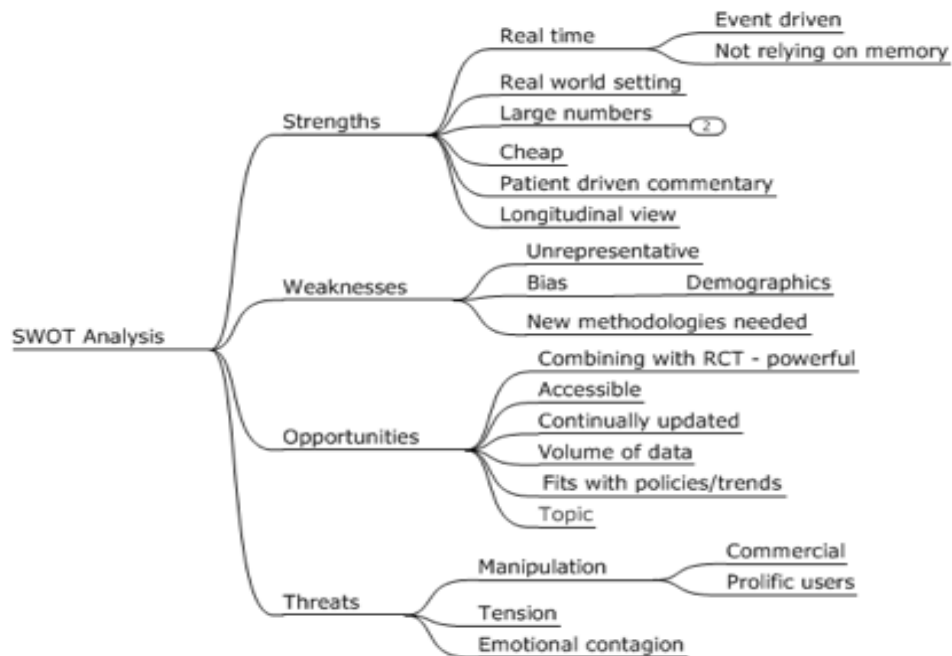 SWOT Analysis
Strengths
Real time
Event driven
Not relying on memory
Real world setting
Large numbers
2
Cheap
Patient driven commentary
Longitudinal view
Weaknesses
Unrepresentative
Bias
Demographics
New methodologies needed
Opportunities
Combining with RCT - powerful
Accessible
Continually updated
Volume of data
Fits with policies/trends
Topic
Threats
Manipulation
Commercial
Prolific users
Tension
Emotional contagion